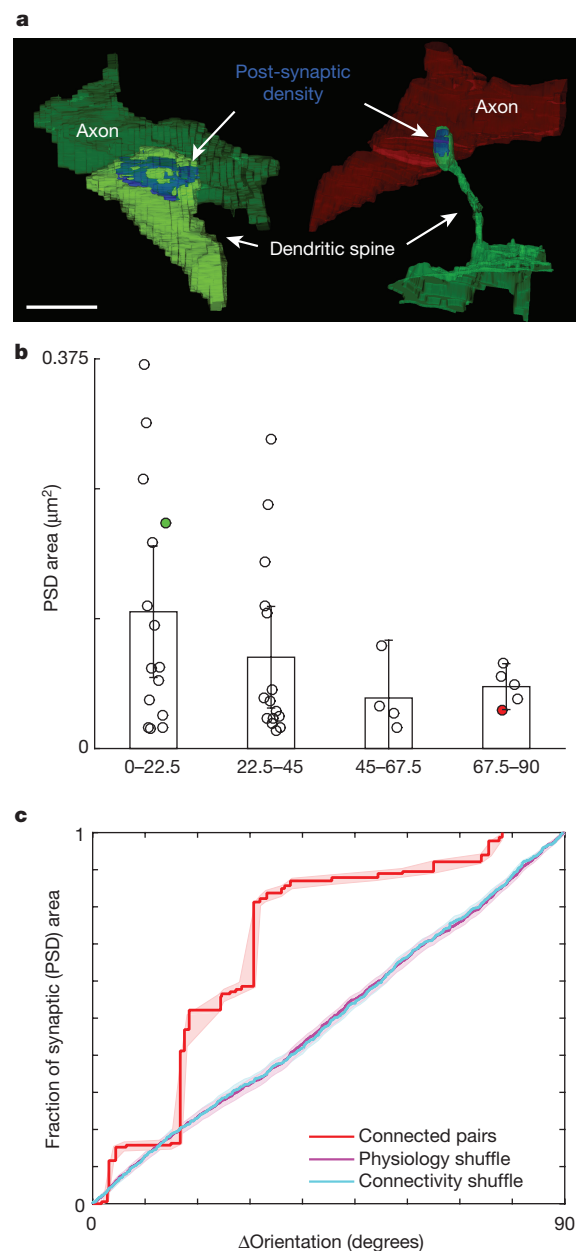 a
Post-synaptic
density
Axon
Axon
Dendritic spine
b
0.375
PSD area (μm²)
0
0–22.5
22.5–45
45–67.5
67.5–90
c
1
Fraction of synaptic (PSD) area
Connected pairs
Physiology shuffle
Connectivity shuffle
0
0
90
ΔOrientation (degrees)